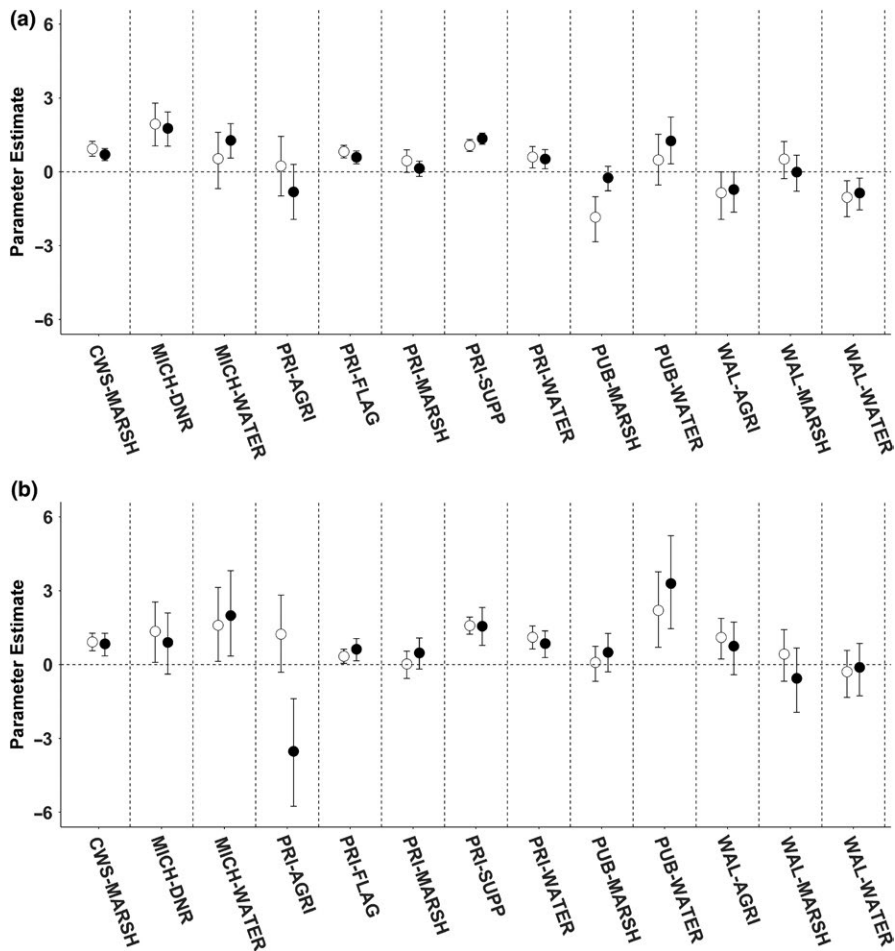 (a)
6
3
0
−3
−6
Parameter Estimate
CWS-MARSH
MICH-DNR
MICH-WATER
PRI-AGRI
PRI-FLAG
PRI-MARSH
PRI-SUPP
PRI-WATER
PUB-MARSH
PUB-WATER
WAL-AGRI
WAL-MARSH
WAL-WATER
(b)
6
3
0
−3
−6
Parameter Estimate
CWS-MARSH
MICH-DNR
MICH-WATER
PRI-AGRI
PRI-FLAG
PRI-MARSH
PRI-SUPP
PRI-WATER
PUB-MARSH
PUB-WATER
WAL-AGRI
WAL-MARSH
WAL-WATER